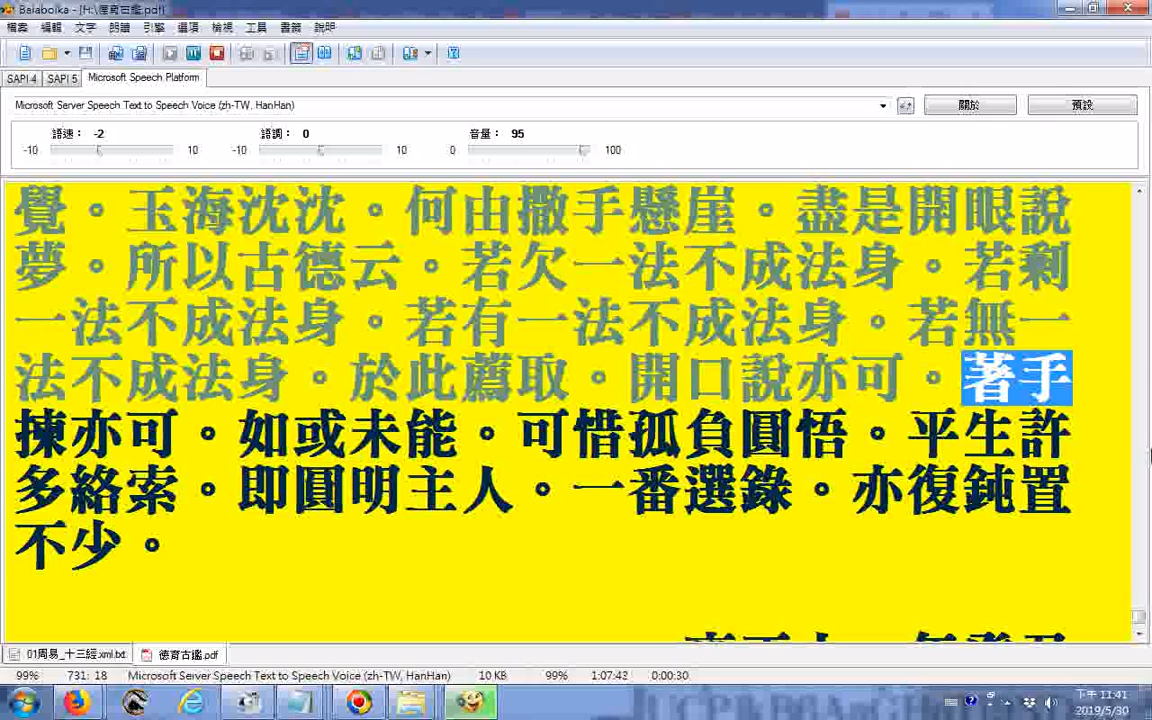 Balabolka - [H:\德育古鑑.pdf]
檔案 編輯 文字 朗讀 引擎 選項 檢視 工具 書籤 說明
SAPI 4 SAPI 5 Microsoft Speech Platform
Microsoft Server Speech Text to Speech Voice (zh-TW, HanHan) 關於 預設
語速： -2 語調： 0 音量： 95
-10 10 -10 10 0 100
覺。玉海沈沈。何由撒手懸崖。盡是開眼說
夢。所以古德云。若欠一法不成法身。若剩
一法不成法身。若有一法不成法身。若無一
法不成法身。於此薦取。開口說亦可。著手
揀亦可。如或未能。可惜孤負圓悟。平生許
多絡索。即圓明主人。一番選錄。亦復鈍置
不少。
01周易_十三經.xml.txt 德育古鑑.pdf
99% 731: 18 Microsoft Server Speech Text to Speech Voice (zh-TW, HanHan) 10 KB 99% 1:07:42 0:00:30
下午 11:41
2019/5/30